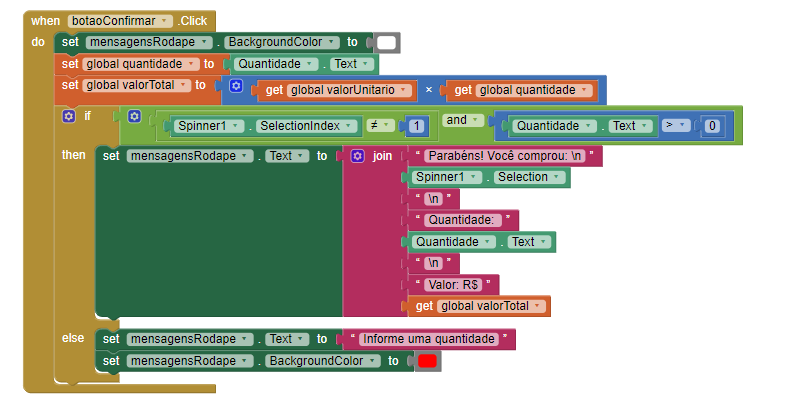 when botaoConfirmar .Click
do set mensagensRodape . BackgroundColor to
set global quantidade to Quantidade . Text
set global valorTotal to get global valorUnitario × get global quantidade
if Spinner1 . SelectionIndex ≠ 1 and Quantidade . Text > 0
then set mensagensRodape . Text to join " Parabéns! Você comprou: \n "
Spinner1 . Selection
" \n "
" Quantidade: "
Quantidade . Text
" \n "
" Valor: R$ "
get global valorTotal
else set mensagensRodape . Text to " Informe uma quantidade "
set mensagensRodape . BackgroundColor to